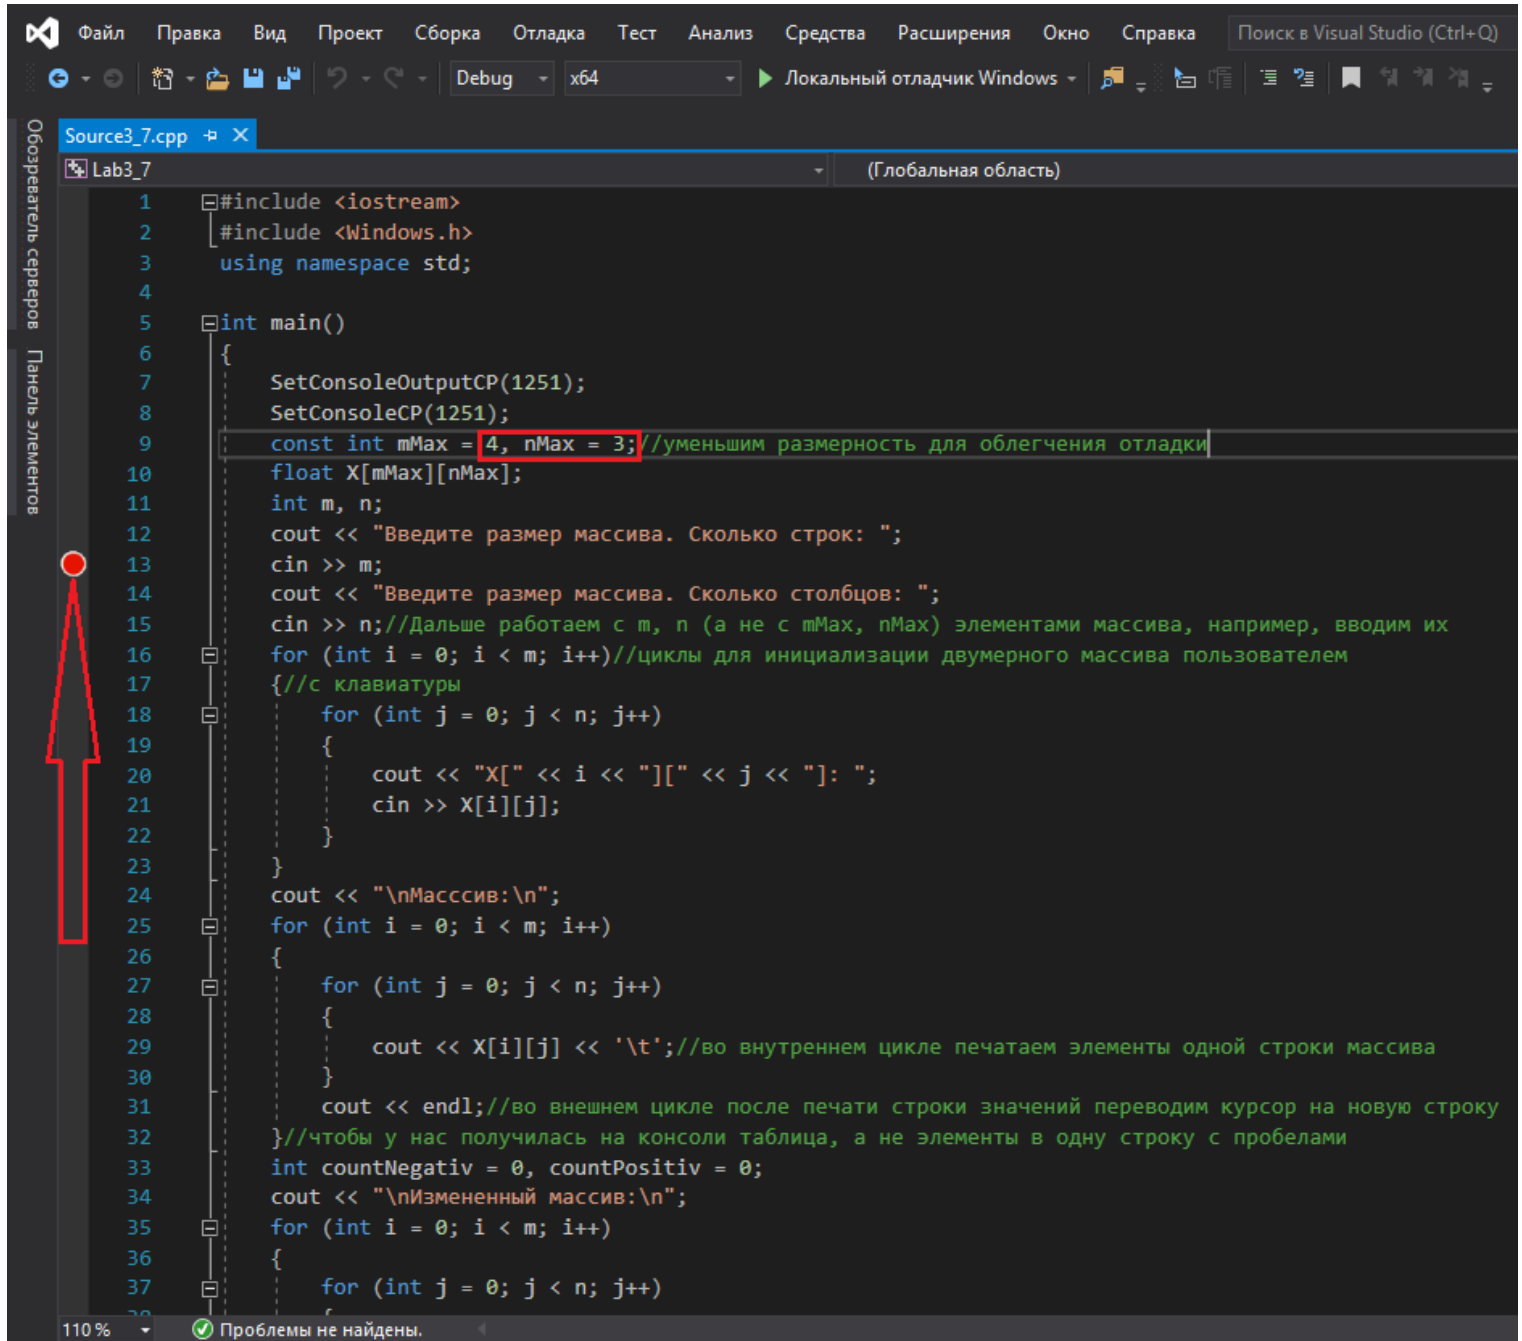 Файл Правка Вид Проект Сборка Отладка Тест Анализ Средства Расширения Окно Справка Поиск в Visual Studio (Ctrl+Q)
Debug x64 Локальный отладчик Windows
Обозреватель серверов
Панель элементов
Source3_7.cpp
Lab3_7 (Глобальная область)
1 #include <iostream>
2 #include <Windows.h>
3 using namespace std;
4
5 int main()
6 {
7 SetConsoleOutputCP(1251);
8 SetConsoleCP(1251);
9 const int mMax = 4, nMax = 3;//уменьшим размерность для облегчения отладки
10 float X[mMax][nMax];
11 int m, n;
12 cout << "Введите размер массива. Сколько строк: ";
13 cin >> m;
14 cout << "Введите размер массива. Сколько столбцов: ";
15 cin >> n;//Дальше работаем с m, n (а не с mMax, nMax) элементами массива, например, вводим их
16 for (int i = 0; i < m; i++)//циклы для инициализации двумерного массива пользователем
17 {//с клавиатуры
18 for (int j = 0; j < n; j++)
19 {
20 cout << "X[" << i << "][" << j << "]: ";
21 cin >> X[i][j];
22 }
23 }
24 cout << "\nМасссив:\n";
25 for (int i = 0; i < m; i++)
26 {
27 for (int j = 0; j < n; j++)
28 {
29 cout << X[i][j] << '\t';//во внутреннем цикле печатаем элементы одной строки массива
30 }
31 cout << endl;//во внешнем цикле после печати строки значений переводим курсор на новую строку
32 }//чтобы у нас получилась на консоли таблица, а не элементы в одну строку с пробелами
33 int countNegativ = 0, countPositiv = 0;
34 cout << "\nИзмененный массив:\n";
35 for (int i = 0; i < m; i++)
36 {
37 for (int j = 0; j < n; j++)
110 % Проблемы не найдены.